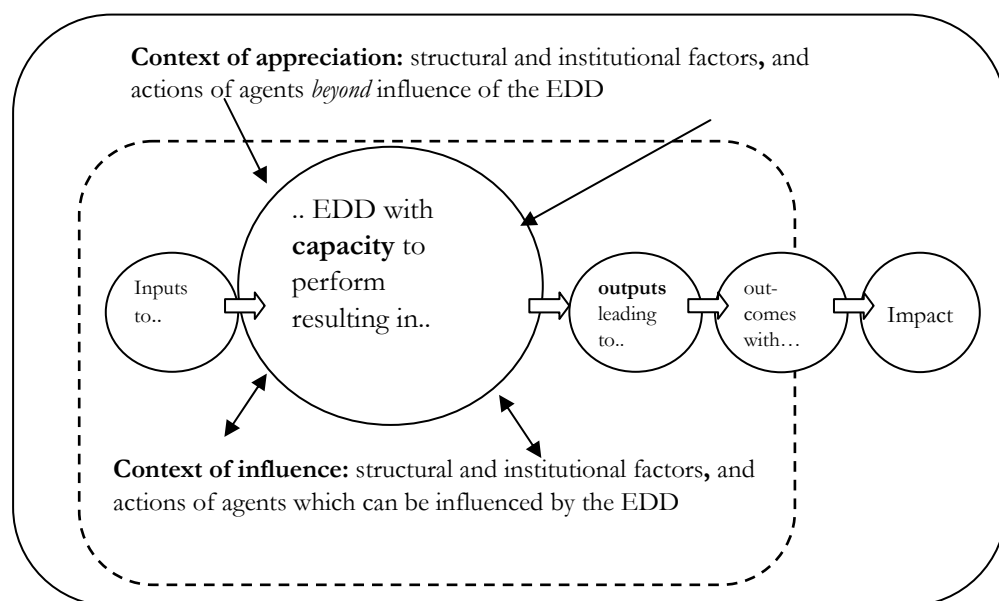 Context of appreciation: structural and institutional factors, and
actions of agents beyond influence of the EDD
.. EDD with
capacity to
perform
resulting in..
Inputs
to..
outputs
leading
to..
out-
comes
with…
Impact
Context of influence: structural and institutional factors, and
actions of agents which can be influenced by the EDD